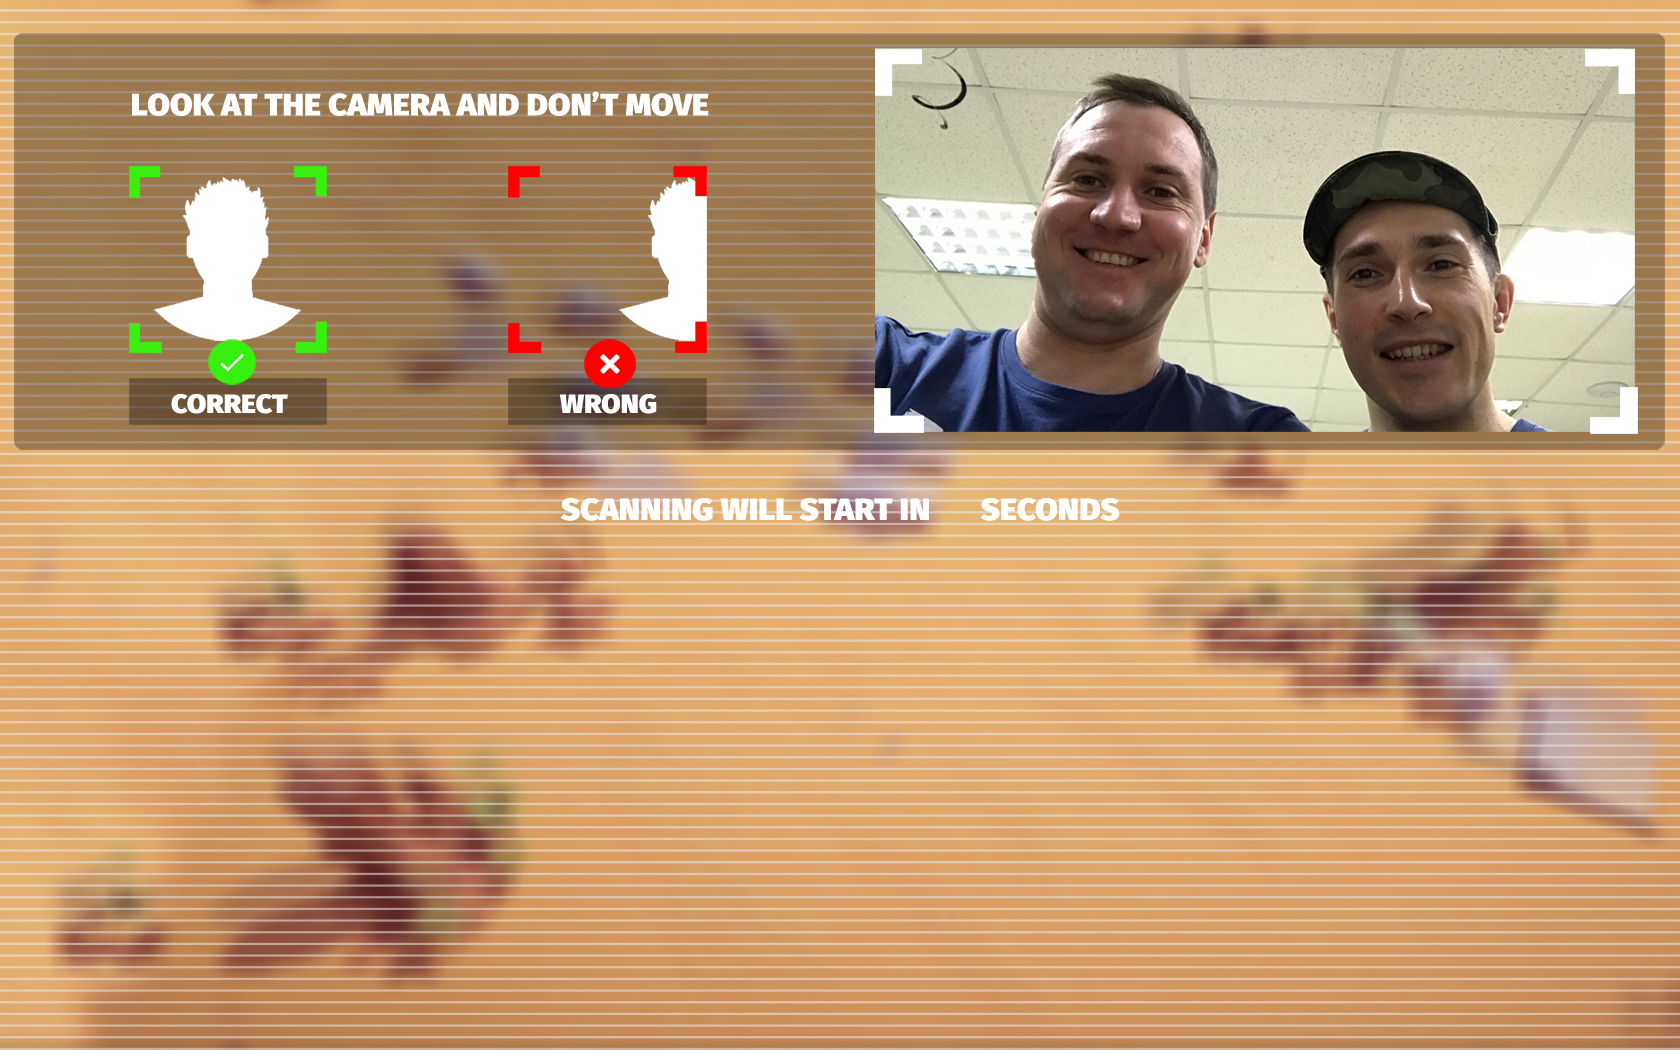 LOOK AT THE CAMERA AND DON’T MOVE
CORRECT
WRONG
SCANNING WILL START IN SECONDS